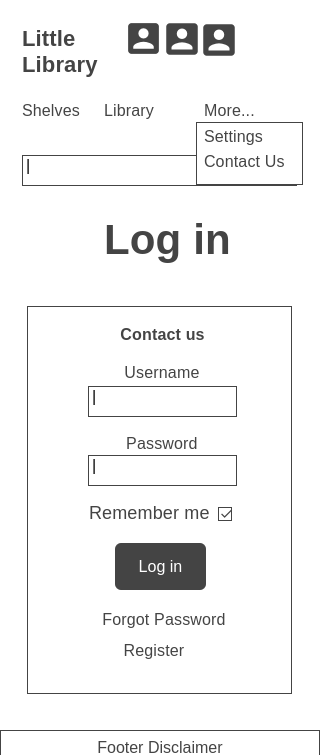 Little
Library
Shelves
Library
More...
Settings
Contact Us
Log in
Contact us
Username
Password
Remember me
Log in
Forgot Password
Register
Footer Disclaimer